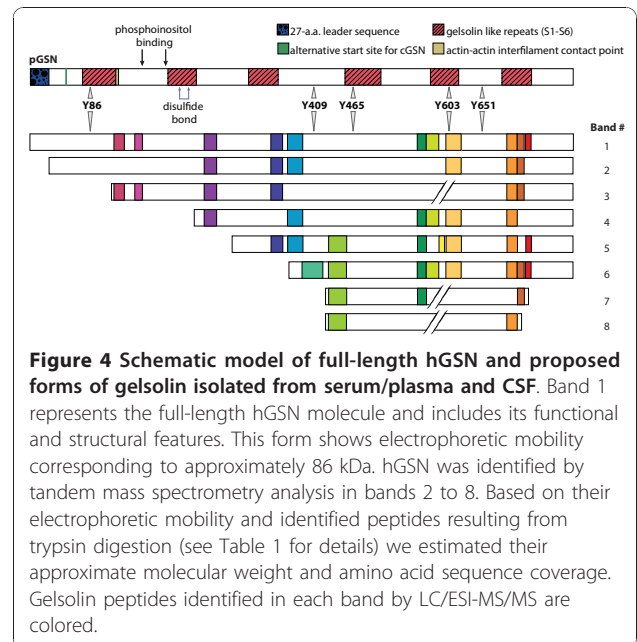 phosphoinositol
binding
27-a.a. leader sequence
gelsolin like repeats (S1-S6)
alternative start site for cGSN
actin-actin interfilament contact point
pGSN
Y86
disulfide
bond
Y409
Y465
Y603
Y651
Band #
1
2
3
4
5
6
7
8
Figure 4 Schematic model of full-length hGSN and proposed
forms of gelsolin isolated from serum/plasma and CSF. Band 1
represents the full-length hGSN molecule and includes its functional
and structural features. This form shows electrophoretic mobility
corresponding to approximately 86 kDa. hGSN was identified by
tandem mass spectrometry analysis in bands 2 to 8. Based on their
electrophoretic mobility and identified peptides resulting from
trypsin digestion (see Table 1 for details) we estimated their
approximate molecular weight and amino acid sequence coverage.
Gelsolin peptides identified in each band by LC/ESI-MS/MS are
colored.